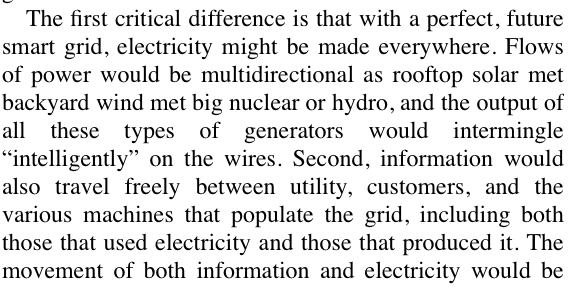 The first critical difference is that with a perfect, future
smart grid, electricity might be made everywhere. Flows
of power would be multidirectional as rooftop solar met
backyard wind met big nuclear or hydro, and the output of
all these types of generators would intermingle
“intelligently” on the wires. Second, information would
also travel freely between utility, customers, and the
various machines that populate the grid, including both
those that used electricity and those that produced it. The
movement of both information and electricity would be